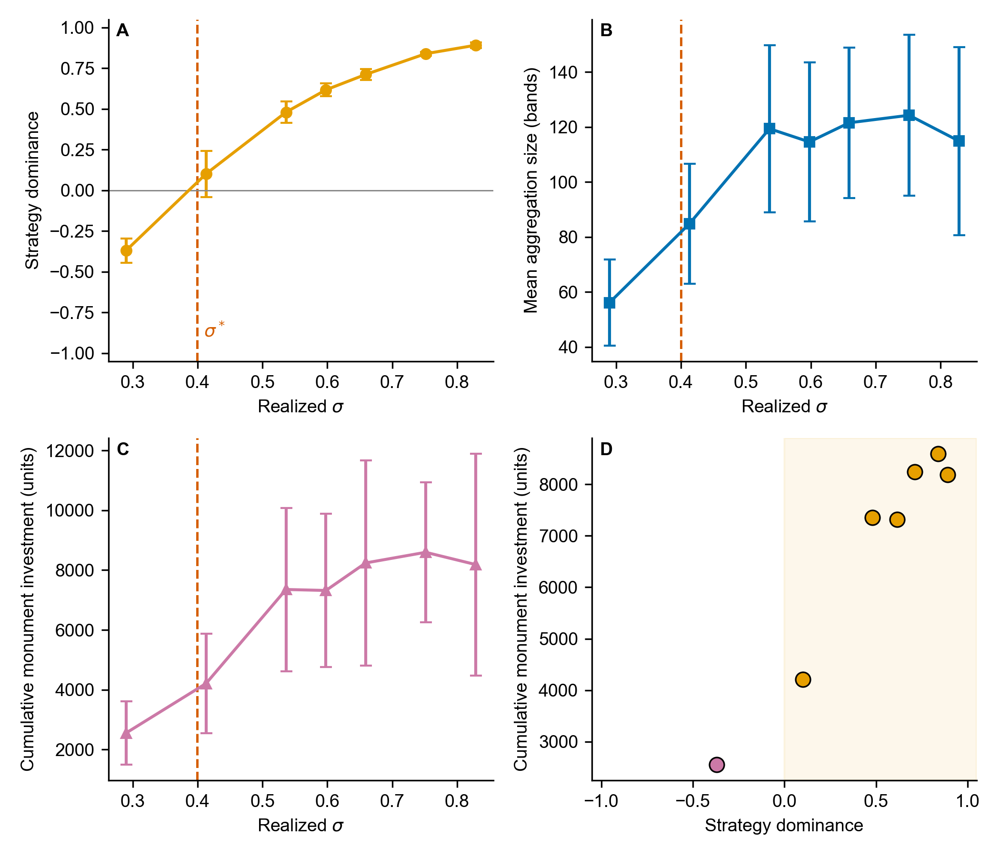 A
1.00
0.75
0.50
0.25
0.00
−0.25
−0.50
−0.75
−1.00
Strategy dominance
σ*
0.3 0.4 0.5 0.6 0.7 0.8
Realized σ
B
140
120
100
80
60
40
Mean aggregation size (bands)
0.3 0.4 0.5 0.6 0.7 0.8
Realized σ
C
12000
10000
8000
6000
4000
2000
Cumulative monument investment (units)
0.3 0.4 0.5 0.6 0.7 0.8
Realized σ
D
8000
7000
6000
5000
4000
3000
Cumulative monument investment (units)
−1.0 −0.5 0.0 0.5 1.0
Strategy dominance